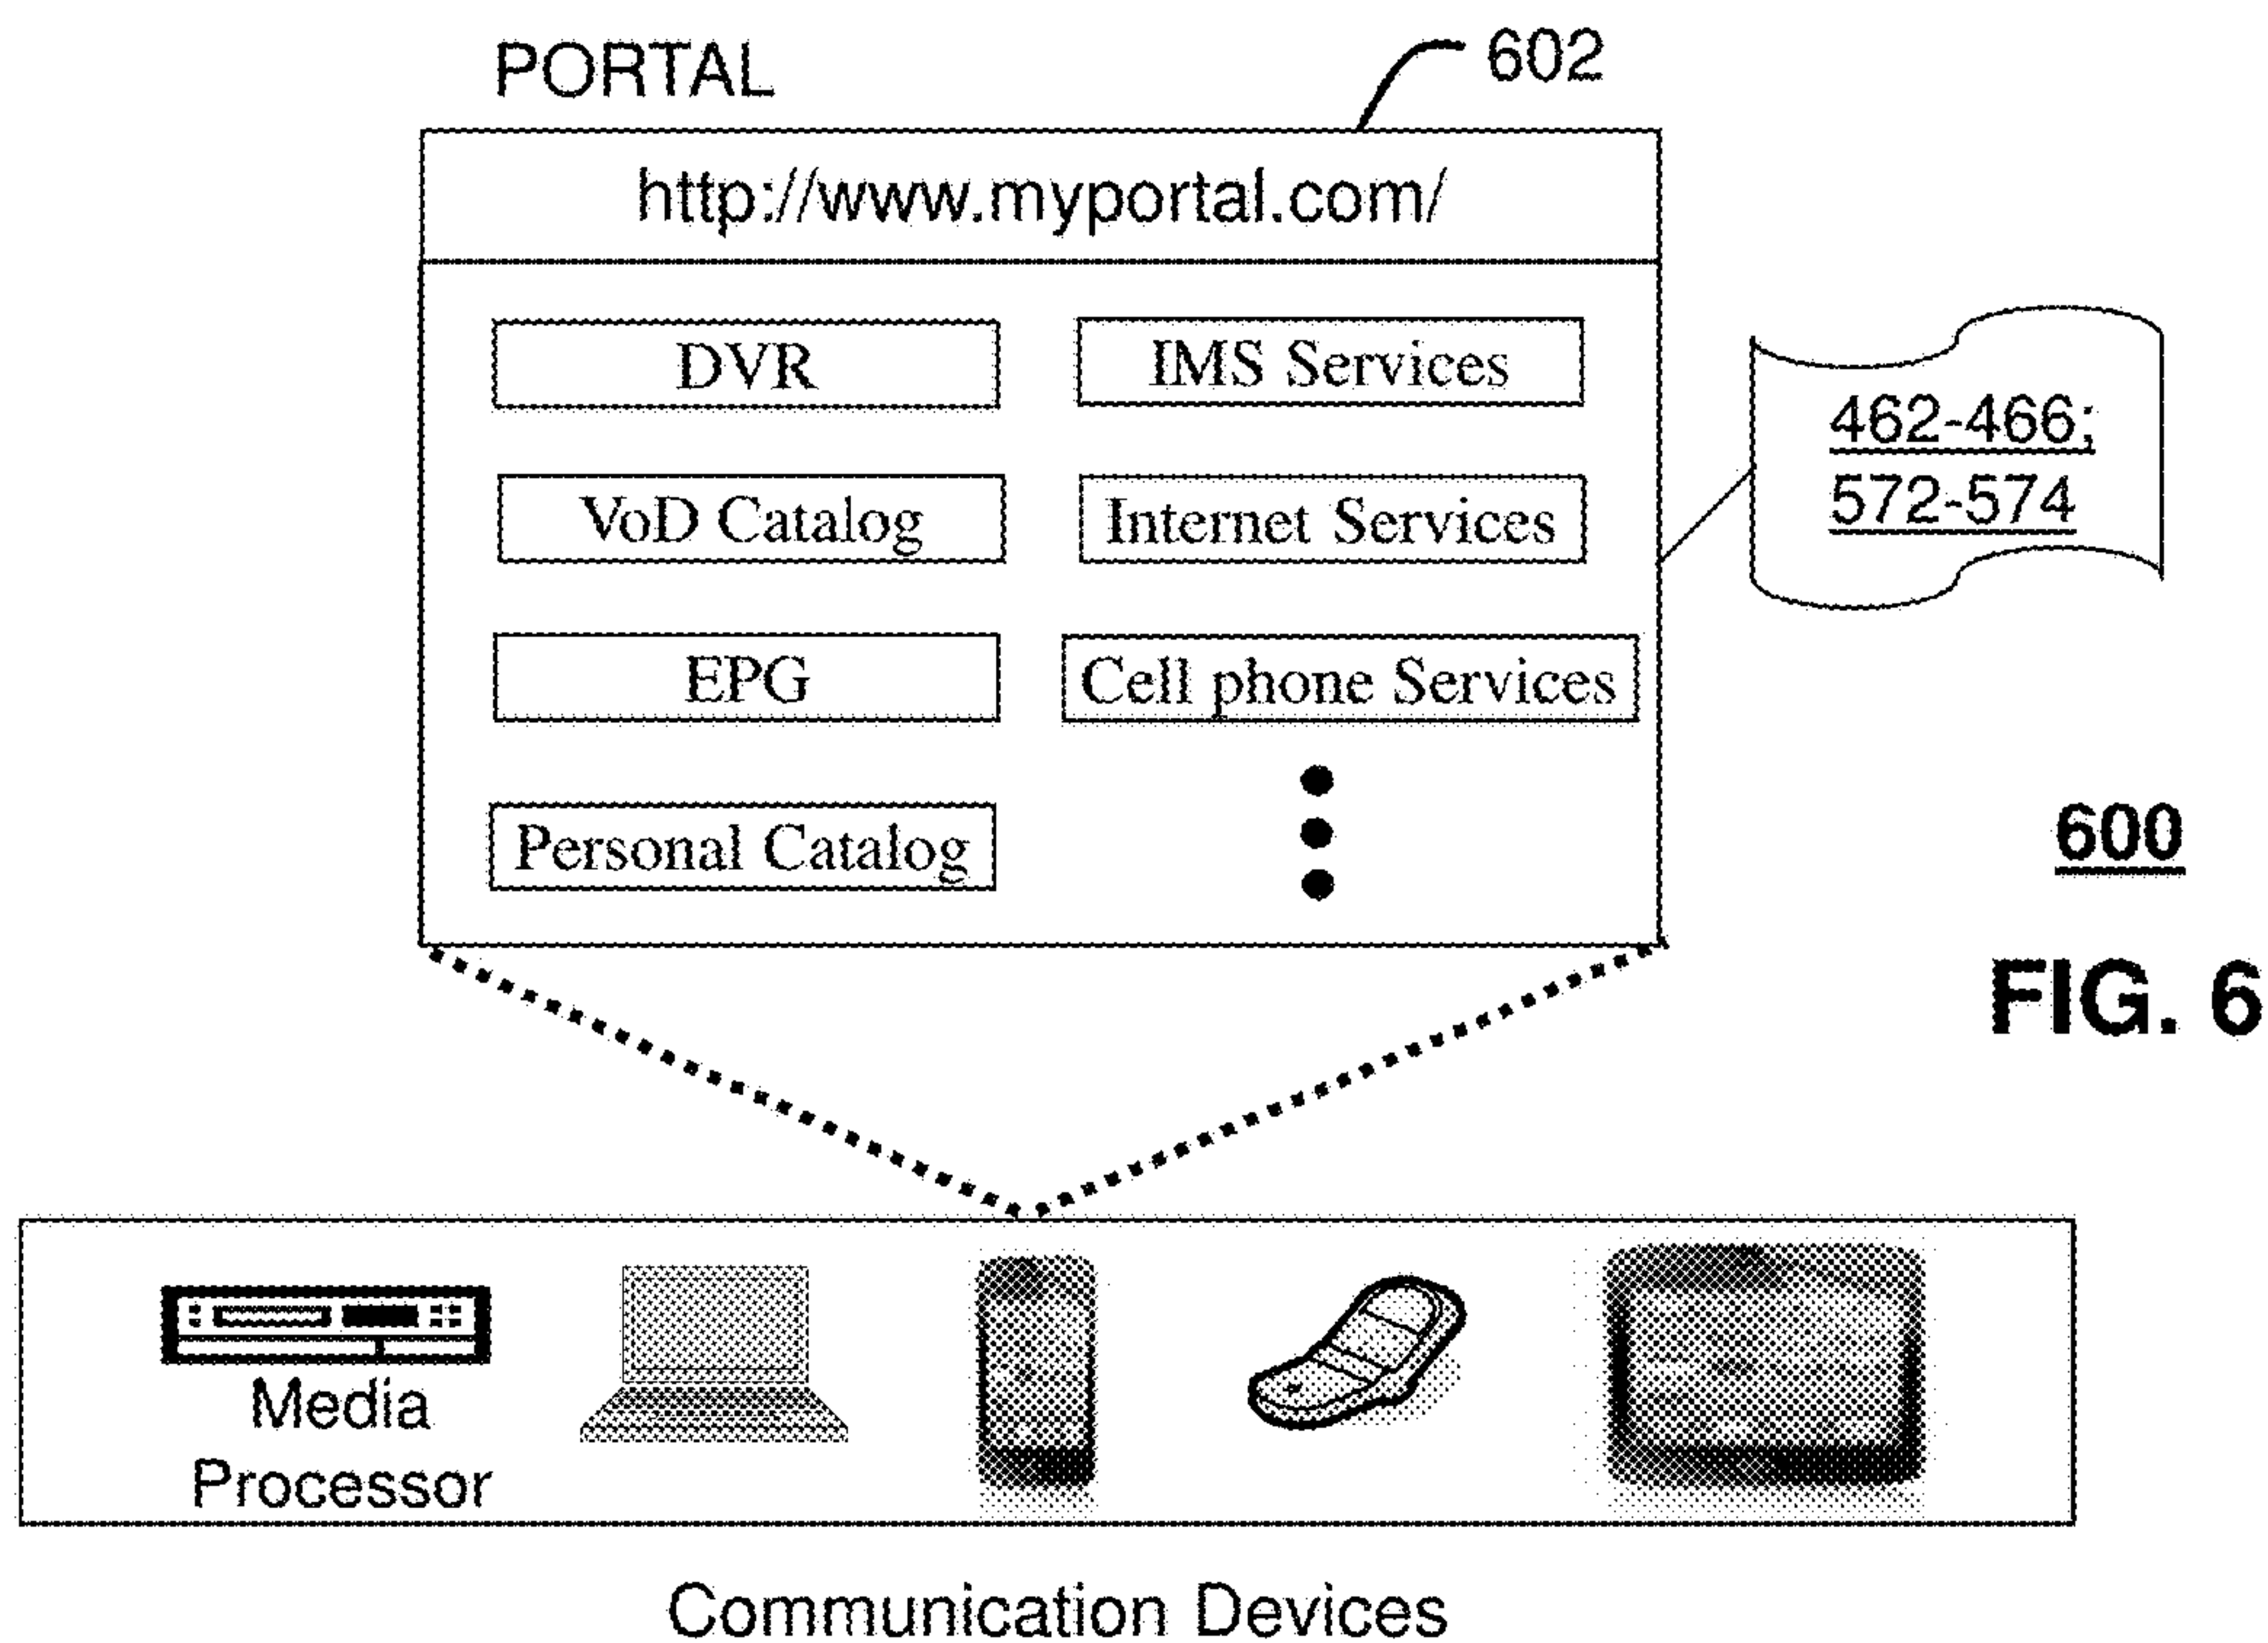 PORTAL
602
http://www.myportal.com/
DVR
IMS Services
VoD Catalog
Internet Services
EPG
Cell phone Services
Personal Catalog
462-466;
572-574
600
FIG. 6
Media
Processor
Communication Devices